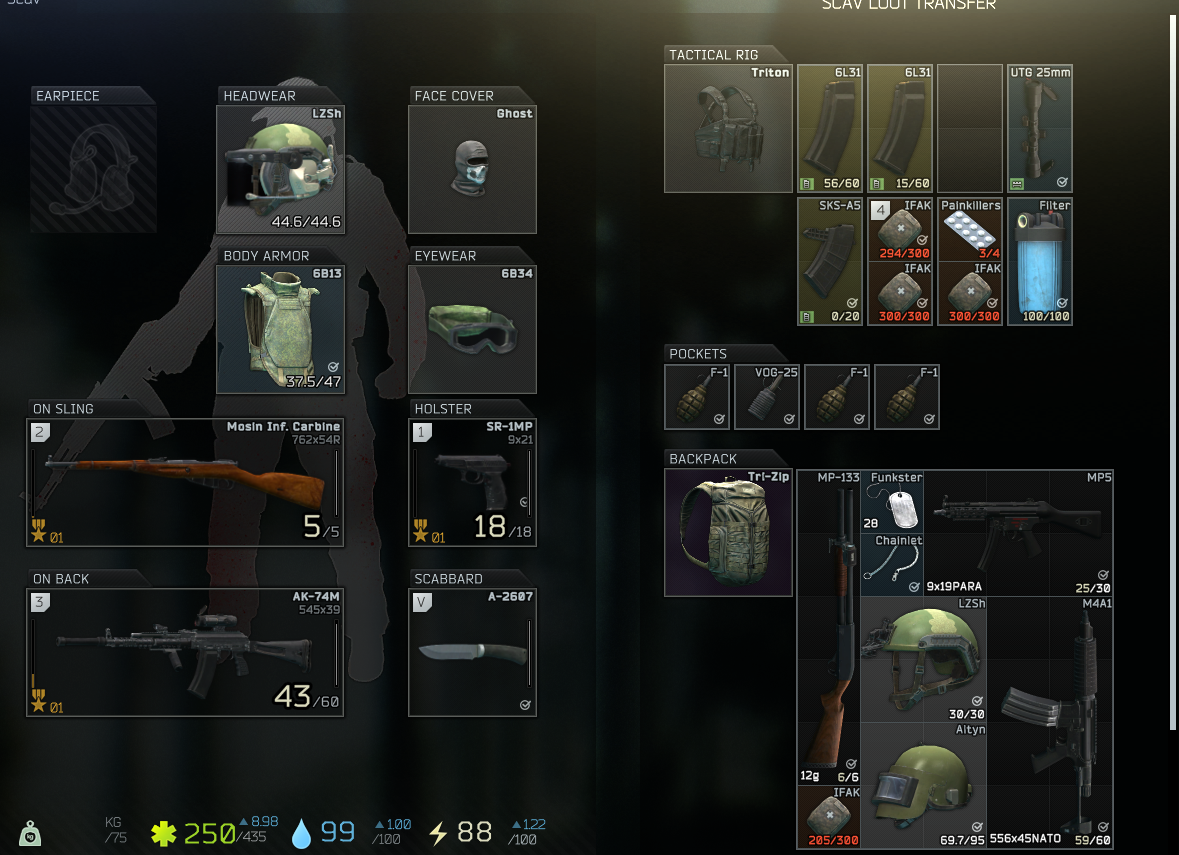 Scav
SCAV LOOT TRANSFER
EARPIECE
HEADWEAR
LZSh
44.6/44.6
FACE COVER
Ghost
BODY ARMOR
6B13
37.5/47
EYEWEAR
6B34
ON SLING
2
Mosin Inf. Carbine
762x54R
01
5/5
HOLSTER
1
SR-1MP
9x21
01
18/18
ON BACK
3
AK-74M
545x39
01
43/60
SCABBARD
V
A-2607
KG
/75
250/435
8.98
99
1.00
/100
88
1.22
/100
TACTICAL RIG
Triton
6L31
56/60
6L31
15/60
UTG 25mm
SKS-A5
0/20
4
IFAK
294/300
Painkillers
3/4
Filter
100/100
IFAK
300/300
IFAK
300/300
POCKETS
F-1
VOG-25
F-1
F-1
BACKPACK
Tri-Zip
MP-133
12g
6/6
Funkster
28
Chainlet
MP5
9x19PARA
25/30
LZSh
30/30
M4A1
556x45NATO
59/60
Altyn
69.7/95
IFAK
205/300